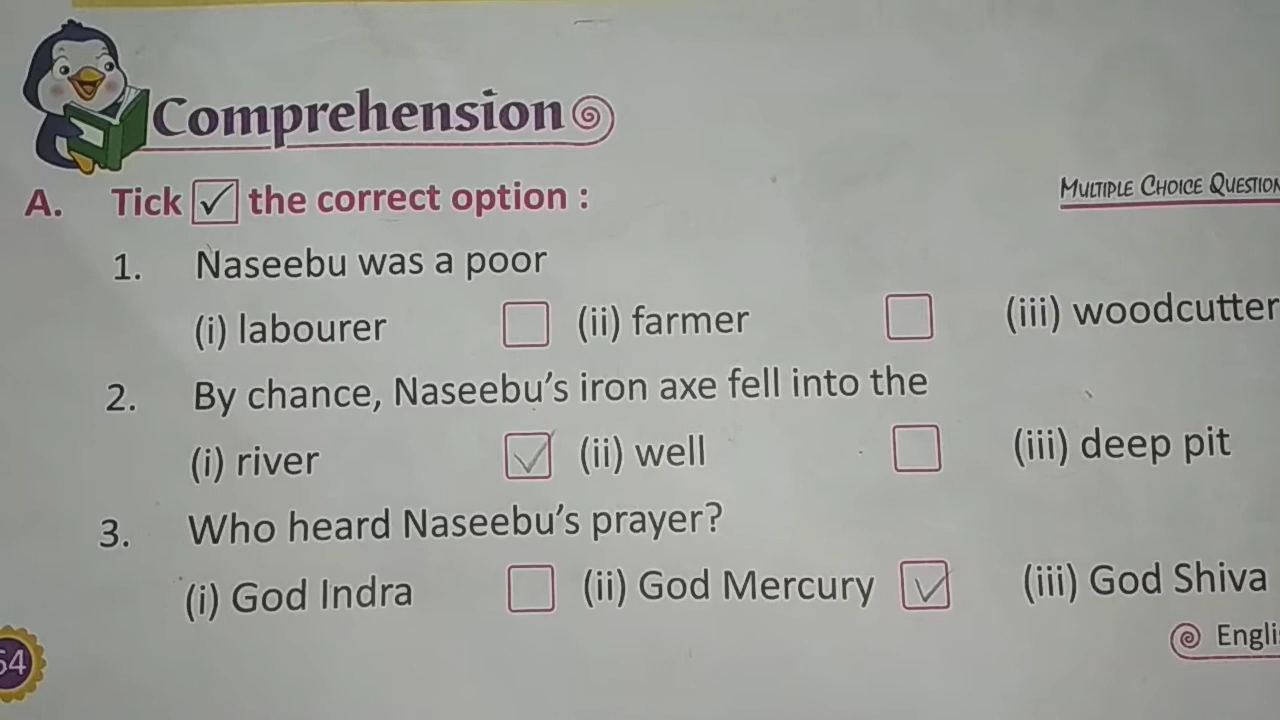 Comprehension
A. Tick ✓ the correct option :
MULTIPLE CHOICE QUESTION
1. Naseebu was a poor
(i) labourer (ii) farmer (iii) woodcutter
2. By chance, Naseebu's iron axe fell into the
(i) river ✓ (ii) well (iii) deep pit
3. Who heard Naseebu's prayer?
(i) God Indra (ii) God Mercury ✓ (iii) God Shiva
Engli